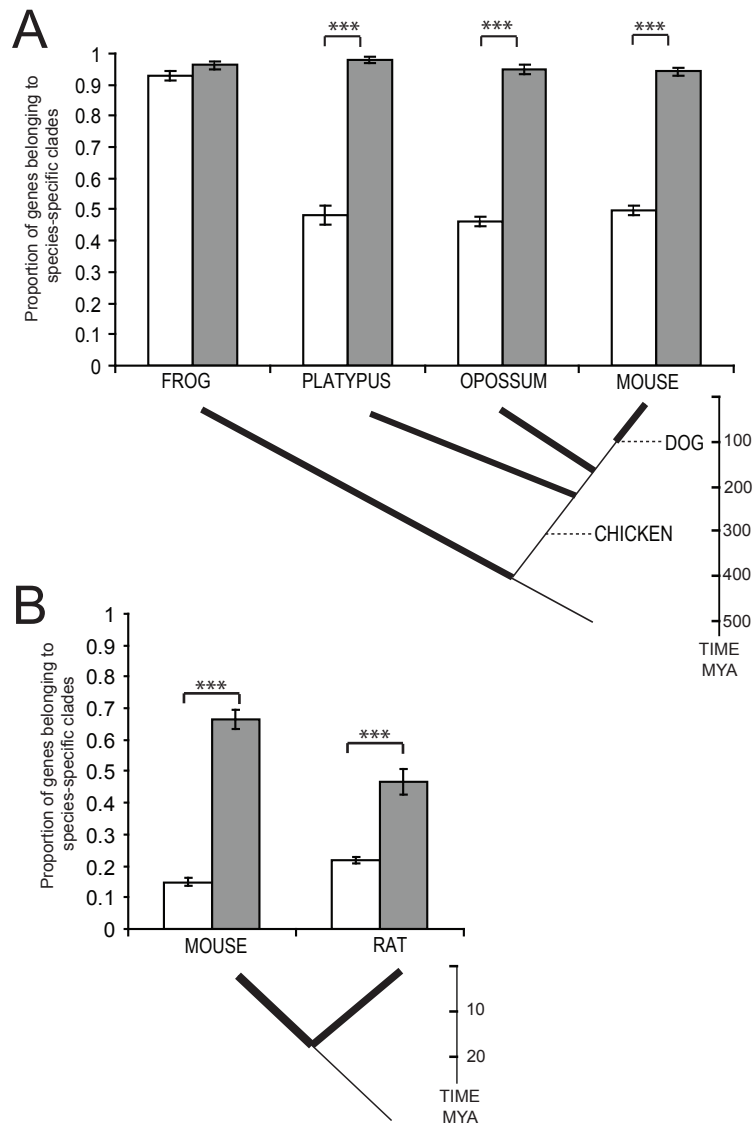 A
*** *** ***
Proportion of genes belonging to
species-specific clades
1
0.9
0.8
0.7
0.6
0.5
0.4
0.3
0.2
0.1
0
FROG PLATYPUS OPOSSUM MOUSE
100
DOG
200
300
CHICKEN
400
500
TIME
MYA
B
Proportion of genes belonging to
species-specific clades
1
0.9
0.8
0.7
0.6
0.5
0.4
0.3
0.2
0.1
0
*** ***
MOUSE RAT
10
20
TIME
MYA